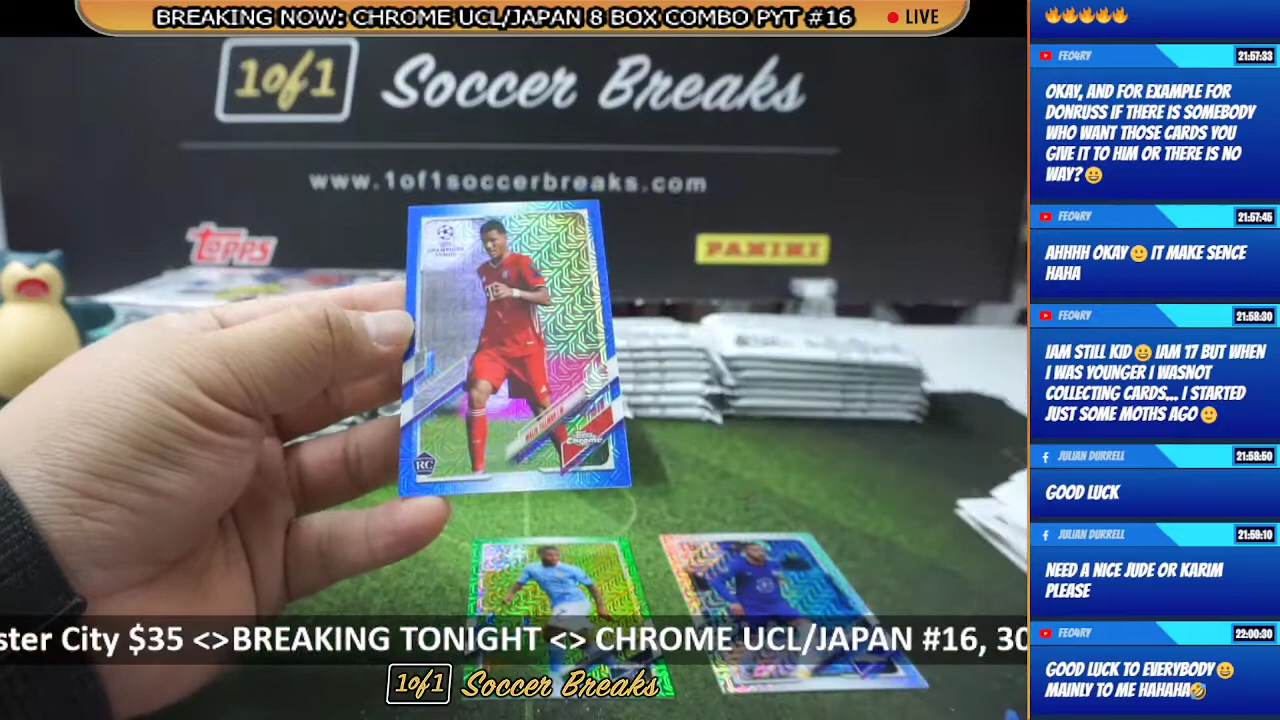 BREAKING NOW: CHROME UCL/JAPAN 8 BOX COMBO PYT #16
LIVE
1of1 Soccer Breaks
www.1of1soccerbreaks.com
TOPPS
PANINI
RC
Chrome
ster City $35 <>BREAKING TONIGHT <> CHROME UCL/JAPAN #16, 30
1of1 Soccer Breaks
FEO4RY
21:57:33
OKAY, AND FOR EXAMPLE FOR
DONRUSS IF THERE IS SOMEBODY
WHO WANT THOSE CARDS YOU
GIVE IT TO HIM OR THERE IS NO
WAY?😀
FEO4RY
21:57:45
AHHHH OKAY🙂 IT MAKE SENCE
HAHA
FEO4RY
21:58:30
IAM STILL KID😀 IAM 17 BUT WHEN
I WAS YOUNGER I WASNOT
COLLECTING CARDS... I STARTED
JUST SOME MOTHS AGO🙂
JULIAN DURRELL
21:58:50
GOOD LUCK
JULIAN DURRELL
21:59:10
NEED A NICE JUDE OR KARIM
PLEASE
FEO4RY
22:00:30
GOOD LUCK TO EVERYBODY😀
MAINLY TO ME HAHAHA🤣